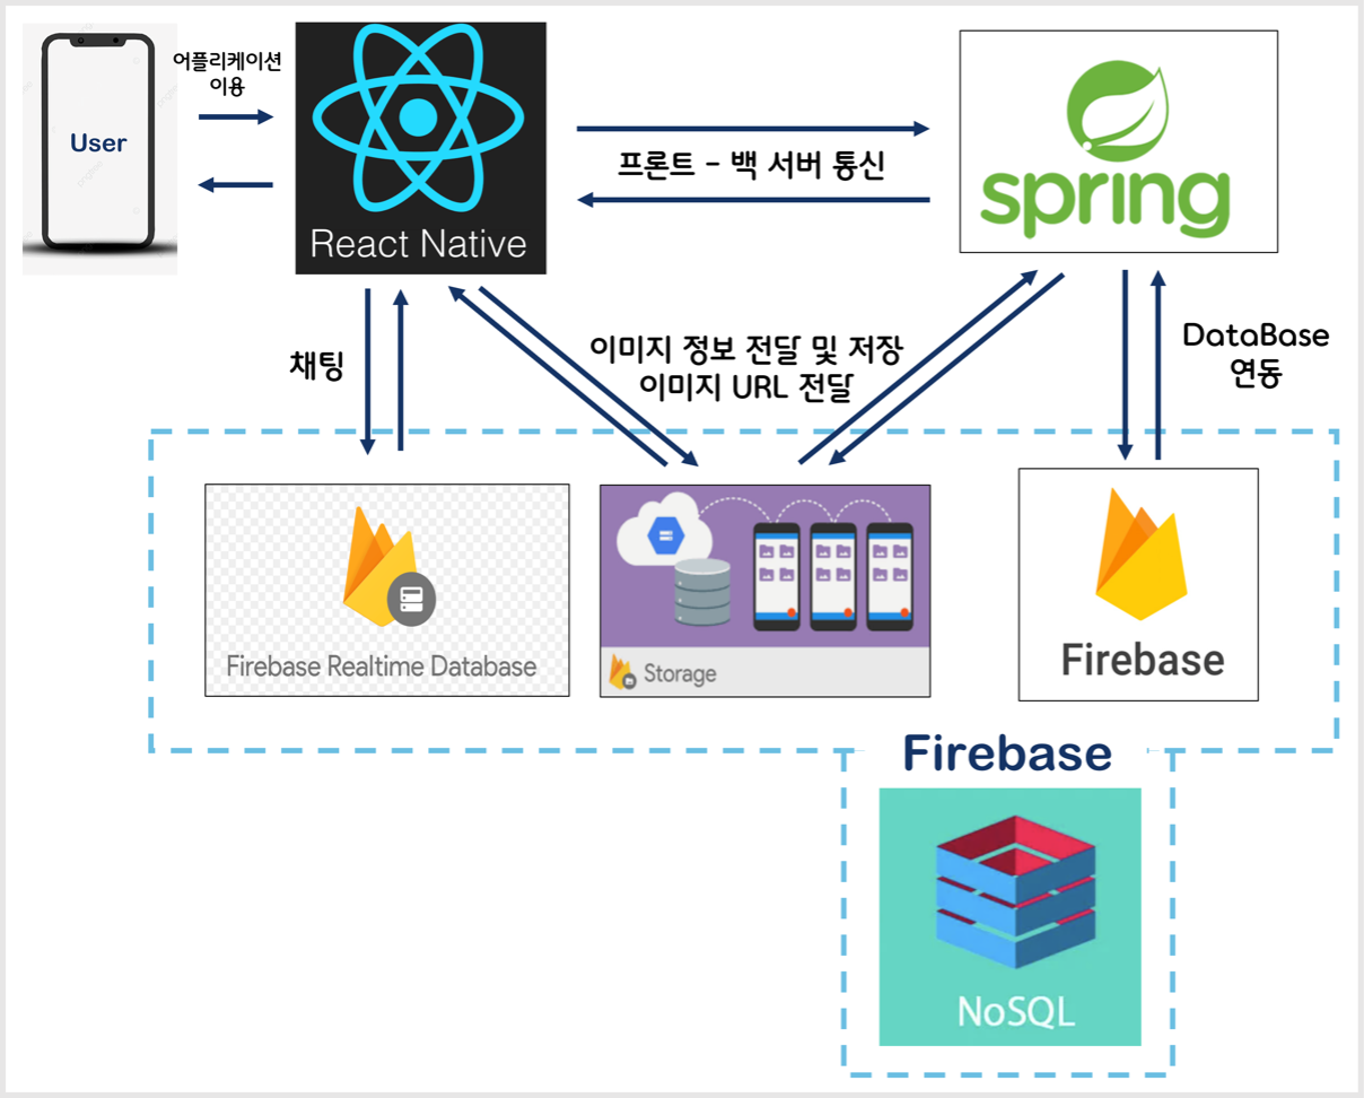 User
어플리케이션
이용
React Native
프론트 - 백 서버 통신
spring
채팅
이미지 정보 전달 및 저장
이미지 URL 전달
DataBase
연동
Firebase Realtime Database
Storage
Firebase
Firebase
NoSQL